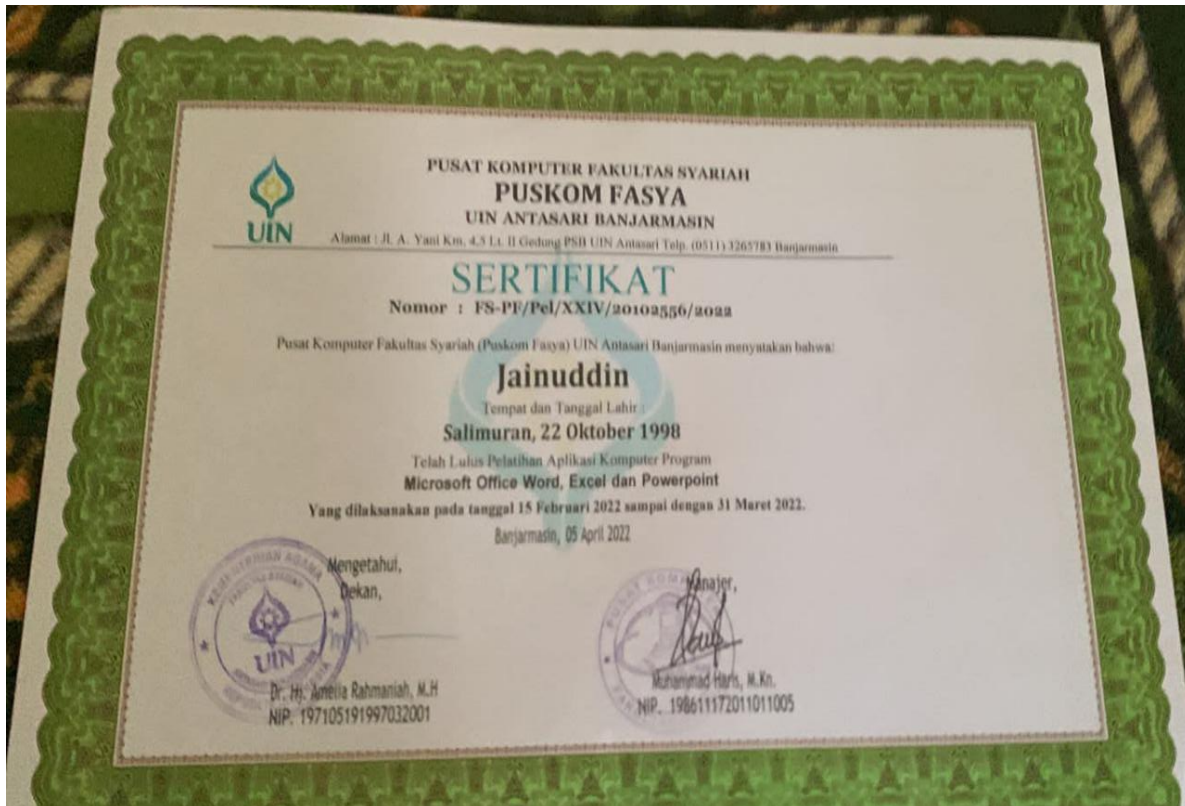 PUSAT KOMPUTER FAKULTAS SYARIAH
PUSKOM FASYA
UIN ANTASARI BANJARMASIN
UIN
Alamat : Jl. A. Yani Km. 4,5 Lt. II Gedung PSB UIN Antasari Telp. (0511) 3265783 Banjarmasin
SERTIFIKAT
Nomor : FS-PF/Pel/XXIV/20102556/2022
Pusat Komputer Fakultas Syariah (Puskom Fasya) UIN Antasari Banjarmasin menyatakan bahwa:
Jainuddin
Tempat dan Tanggal Lahir :
Salimuran, 22 Oktober 1998
Telah Lulus Pelatihan Aplikasi Komputer Program
Microsoft Office Word, Excel dan Powerpoint
Yang dilaksanakan pada tanggal 15 Februari 2022 sampai dengan 31 Maret 2022.
Banjarmasin, 05 April 2022
Mengetahui,
Dekan,
Manajer,
KEMENTERIAN AGAMA
UIN
PUSAT
Dr. Hj. Amelia Rahmaniah, M.H
NIP. 197105191997032001
Muhammad Haris, M.Kn.
NIP. 198611172011011005